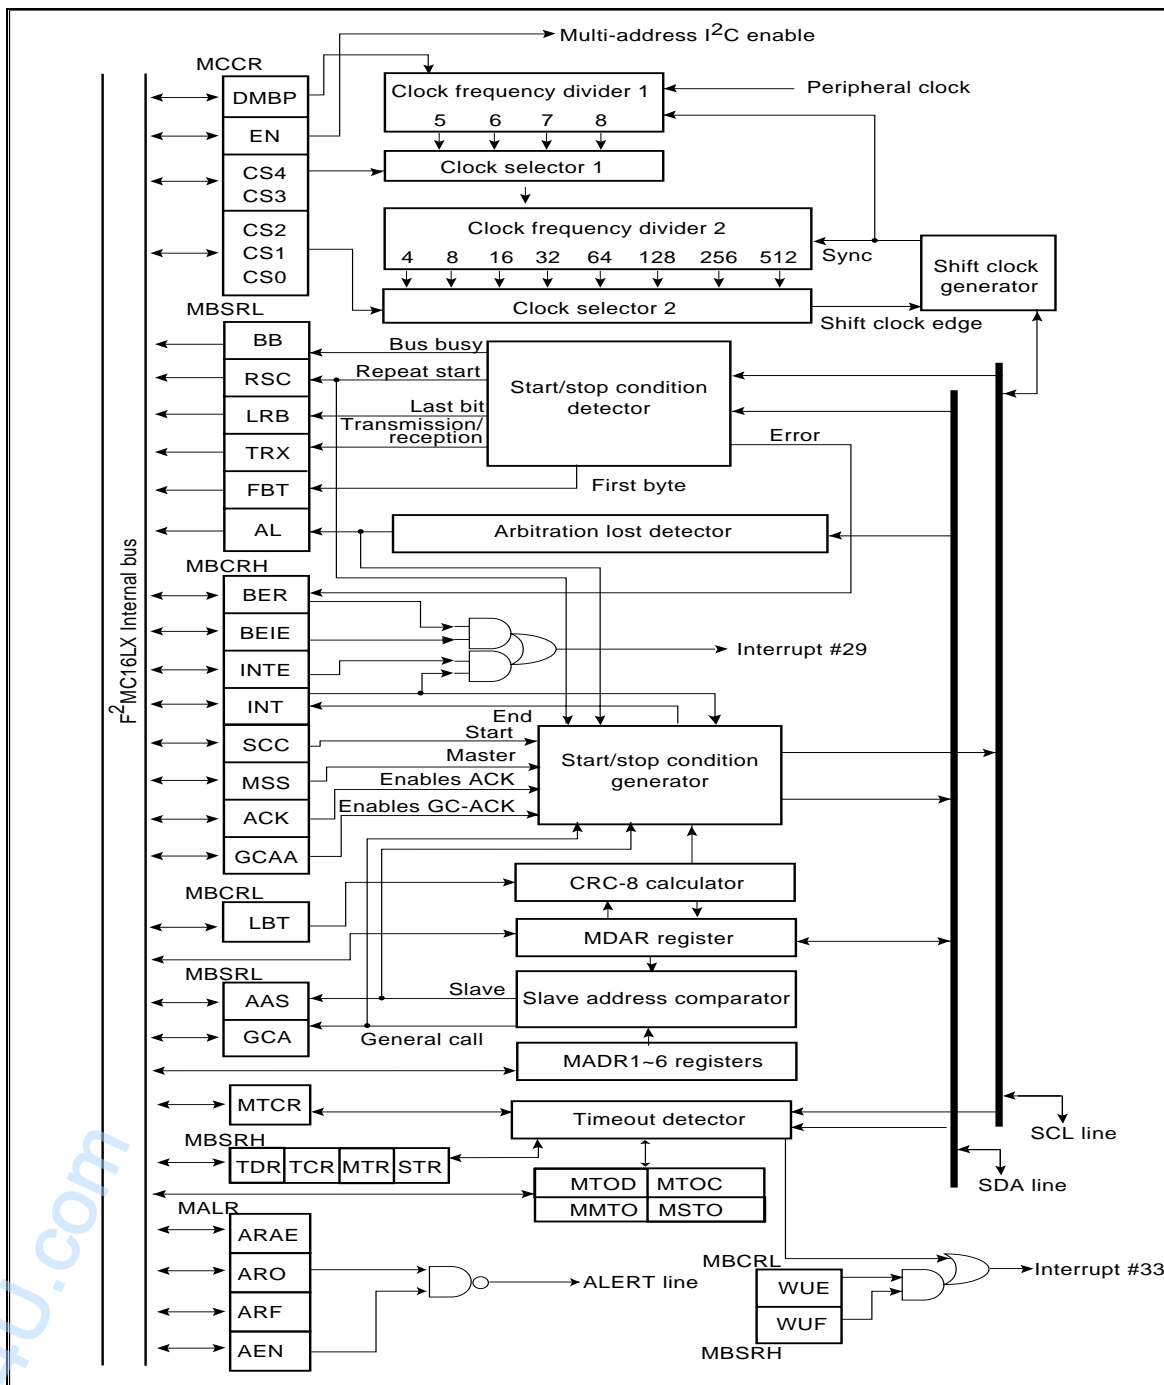 Multi-address I2C enable
MCCR
DMBP
EN
CS4
CS3
CS2
CS1
CS0
Clock frequency divider 1
5 6 7 8
Peripheral clock
Clock selector 1
Clock frequency divider 2
4 8 16 32 64 128 256 512
Sync
Shift clock
generator
Clock selector 2
Shift clock edge
MBSRL
BB
RSC
LRB
TRX
FBT
AL
Bus busy
Repeat start
Last bit
Transmission/
reception
Start/stop condition
detector
Error
First byte
Arbitration lost detector
F2MC16LX Internal bus
MBCRH
BER
BEIE
INTE
INT
SCC
MSS
ACK
GCAA
Interrupt #29
End
Start
Master
Enables ACK
Enables GC-ACK
Start/stop condition
generator
MBCRL
LBT
CRC-8 calculator
MDAR register
MBSRL
AAS
GCA
Slave
General call
Slave address comparator
MADR1~6 registers
MTCR
Timeout detector
SCL line
MBSRH
TDR TCR MTR STR
MTOD MTOC
MMTO MSTO
SDA line
MALR
ARAE
ARO
ARF
AEN
ALERT line
MBCRL
WUE
WUF
MBSRH
Interrupt #33
4U.com